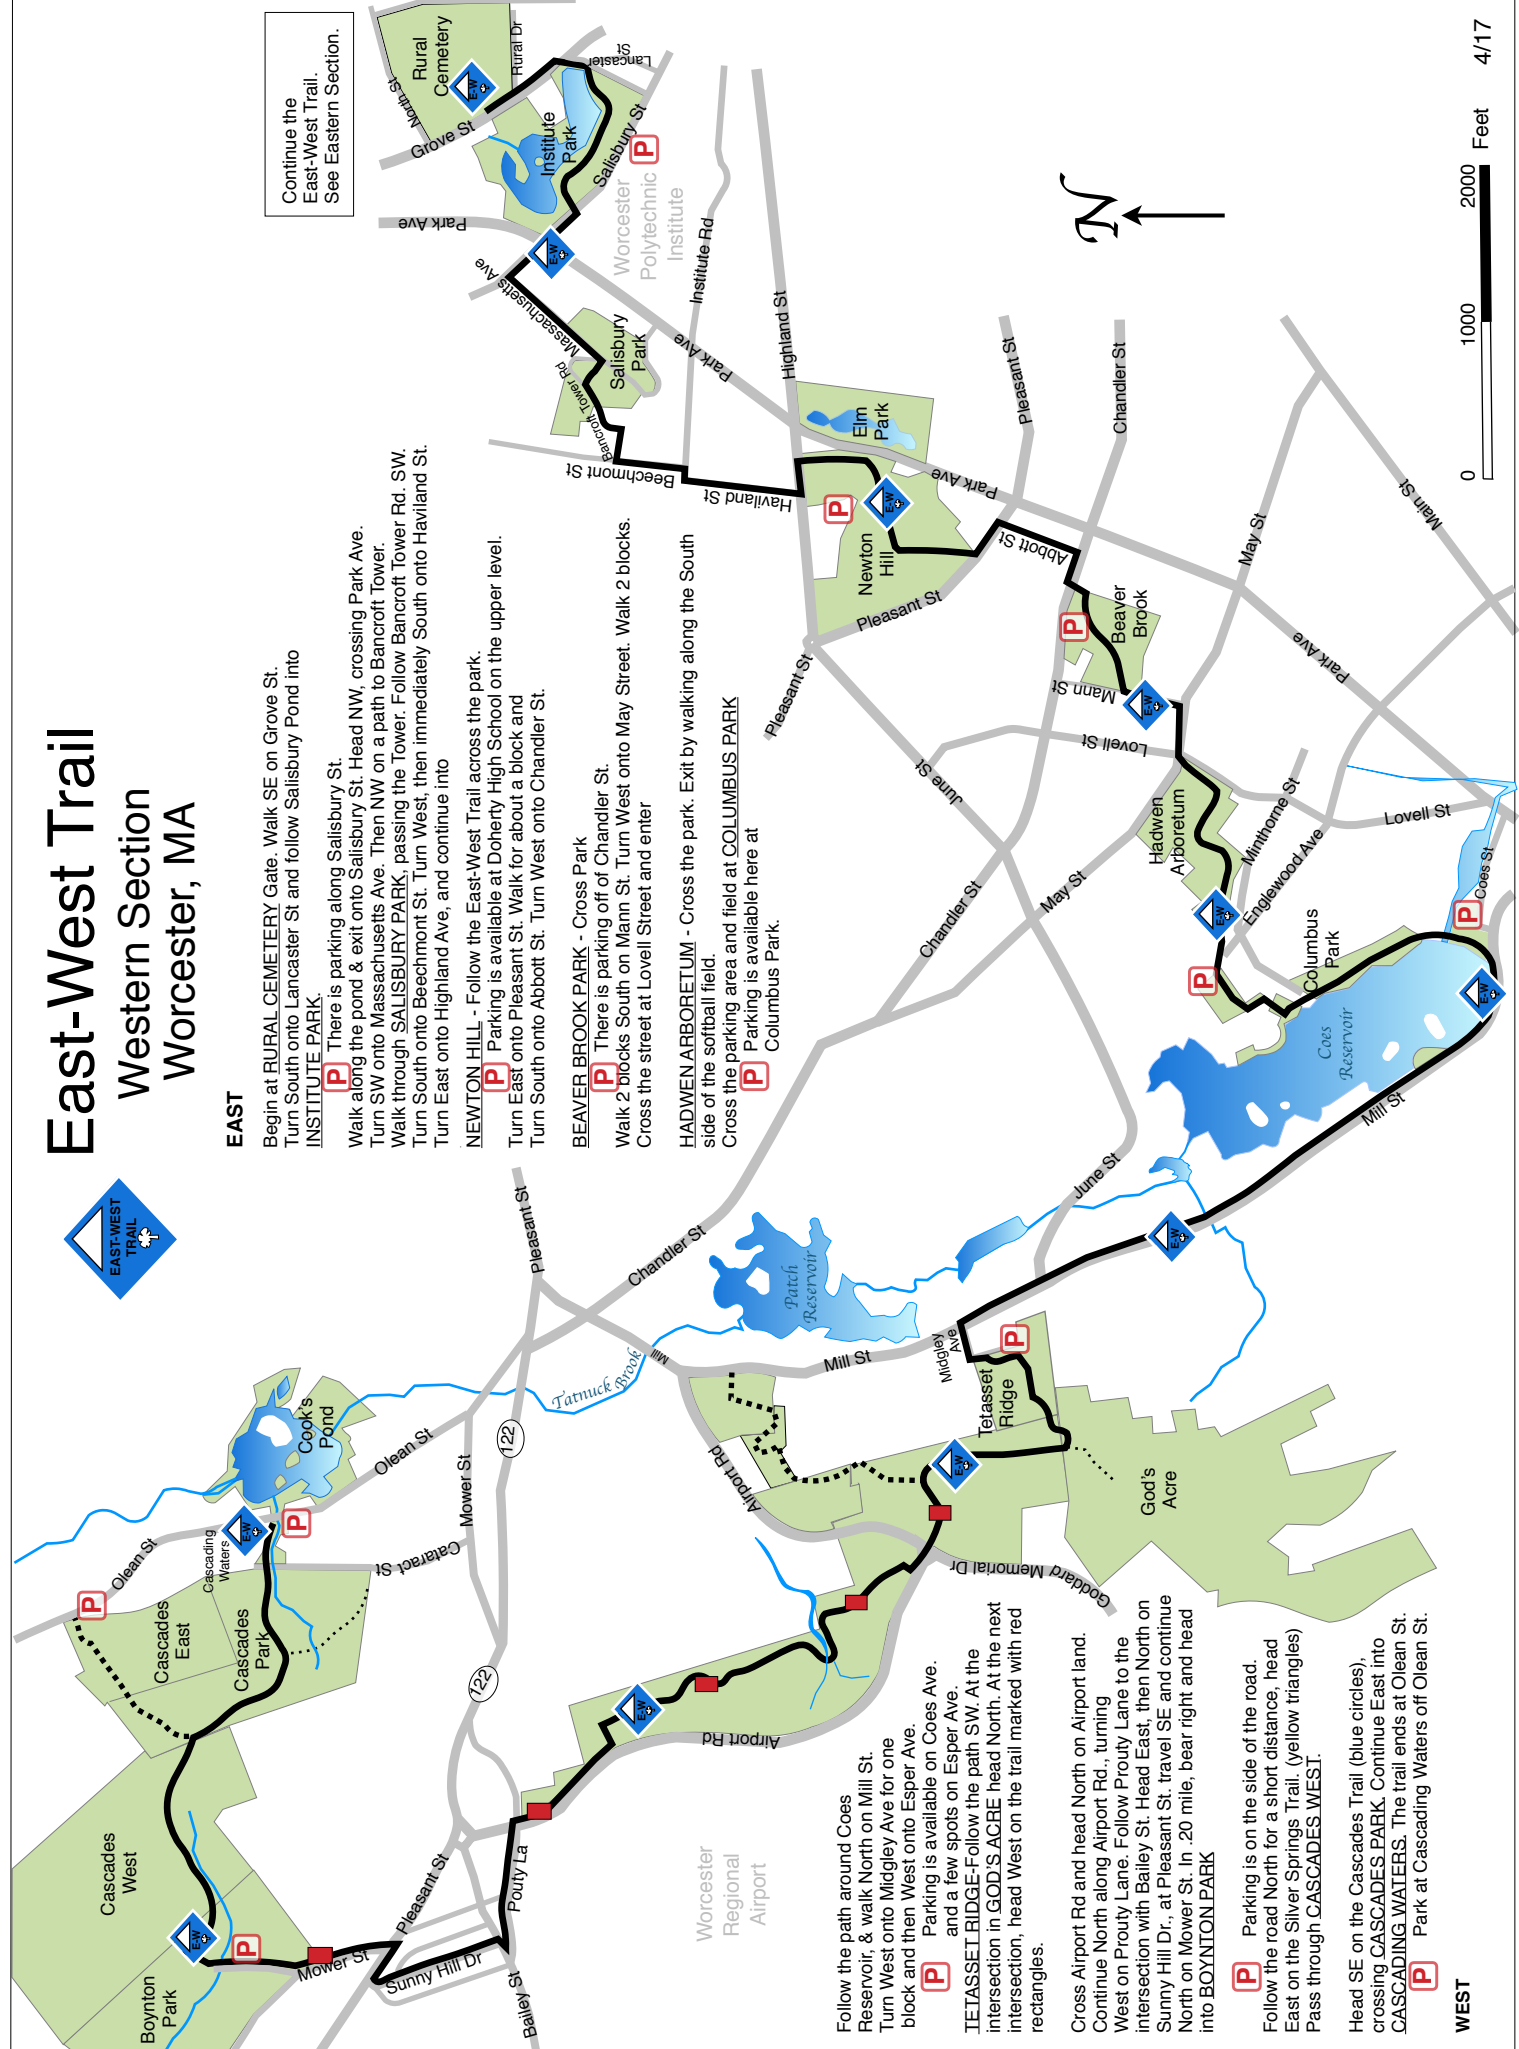 East-West Trail
Western Section
Worcester, MA
EAST-WEST
TRAIL
EAST
Begin at RURAL CEMETERY Gate. Walk SE on Grove St.
Turn South onto Lancaster St and follow Salisbury Pond into
INSTITUTE PARK.
P There is parking along Salisbury St.
Walk along the pond & exit onto Salisbury St. Head NW, crossing Park Ave.
Turn SW onto Massachusetts Ave. Then NW on a path to Bancroft Tower.
Walk through SALISBURY PARK, passing the Tower. Follow Bancroft Tower Rd. SW.
Turn South onto Beechmont St. Turn West, then immediately South onto Haviland St.
Turn East onto Highland Ave, and continue into
NEWTON HILL - Follow the East-West Trail across the park.
P Parking is available at Doherty High School on the upper level.
Turn East onto Pleasant St. Walk for about a block and
Turn South onto Abbott St. Turn West onto Chandler St.
BEAVER BROOK PARK - Cross Park
P There is parking off of Chandler St.
Walk 2 blocks South on Mann St. Turn West onto May Street. Walk 2 blocks.
Cross the street at Lovell Street and enter
HADWEN ARBORETUM - Cross the park. Exit by walking along the South
side of the softball field.
Cross the parking area and field at COLUMBUS PARK
P Parking is available here at
Columbus Park.
Follow the path around Coes
Reservoir, & walk North on Mill St.
Turn West onto Midgley Ave for one
block and then West onto Esper Ave.
P Parking is available on Coes Ave.
and a few spots on Esper Ave.
TETASSET RIDGE-Follow the path SW. At the
intersection in GOD'S ACRE head North. At the next
intersection, head West on the trail marked with red
rectangles.
Cross Airport Rd and head North on Airport land.
Continue North along Airport Rd., turning
West on Prouty Lane. Follow Prouty Lane to the
intersection with Bailey St. Head East, then North on
Sunny Hill Dr., at Pleasant St. travel SE and continue
North on Mower St. In .20 mile, bear right and head
into BOYNTON PARK
P Parking is on the side of the road.
Follow the road North for a short distance, head
East on the Silver Springs Trail. (yellow triangles)
Pass through CASCADES WEST.
Head SE on the Cascades Trail (blue circles),
crossing CASCADES PARK. Continue East into
CASCADING WATERS. The trail ends at Olean St.
P Park at Cascading Waters off Olean St.
WEST
Continue the
East-West Trail.
See Eastern Section.
Rural
Cemetery
E-W
North St
Rural Dr
Grove St
Lancaster
St
Institute
Park
Salisbury St
P
Park Ave
E-W
Worcester
Polytechnic
Institute
Massachusetts Ave
Institute Rd
Salisbury
Park
Bancroft Tower Rd
Park Ave
Highland St
Beechmont St
Haviland St
Elm
Park
P
E-W
Newton
Hill
Park Ave
Pleasant St
Chandler St
Pleasant St
Abbott St
Pleasant St
P
Beaver
Brook
Mann St
E-W
May St
Main St
Park Ave
Lovell St
June St
Hadwen
Arboretum
Minthorne St
Lovell St
Englewood Ave
E-W
May St
Chandler St
P
Columbus
Park
Coes St
P
E-W
Coes
Reservoir
Mill St
June St
E-W
Pleasant St
Chandler St
Patch
Reservoir
Tatnuck Brook
Mill
Mill St
Midgley
Ave
P
Tetasset
Ridge
God's
Acre
E-W
Airport Rd
Goddard Memorial Dr
Cook's
Pond
Olean St
Mower St
122
Cataract St
Cascading
Waters
E-W
P
Olean St
P
Cascades
East
Cascades
Park
122
E-W
Airport Rd
Cascades
West
Pleasant St
Pouty La
Worcester
Regional
Airport
E-W
P
Mower St
Sunny Hill Dr
Boynton
Park
Bailey St
N
0 1000 2000 Feet
4/17